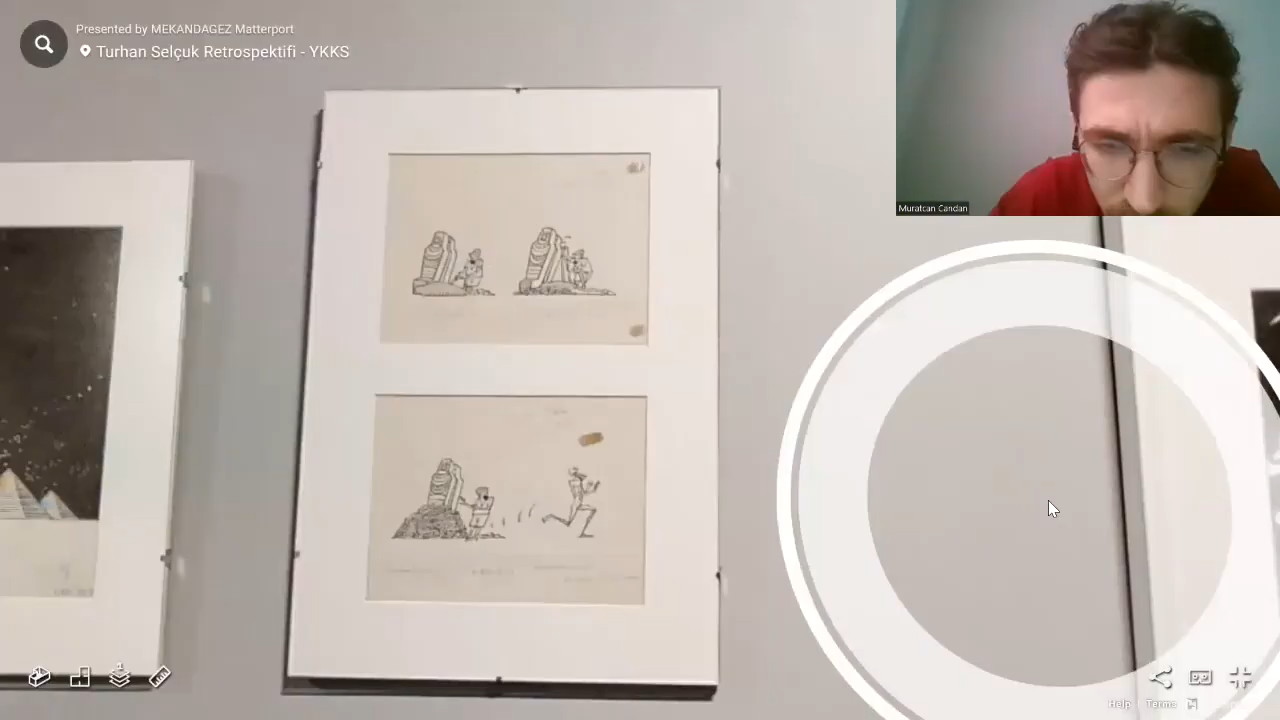 Presented by MEKANDAGEZ Matterport
Turhan Selçuk Retrospektifi - YKKS
Muratcan Candan
Help
Terms